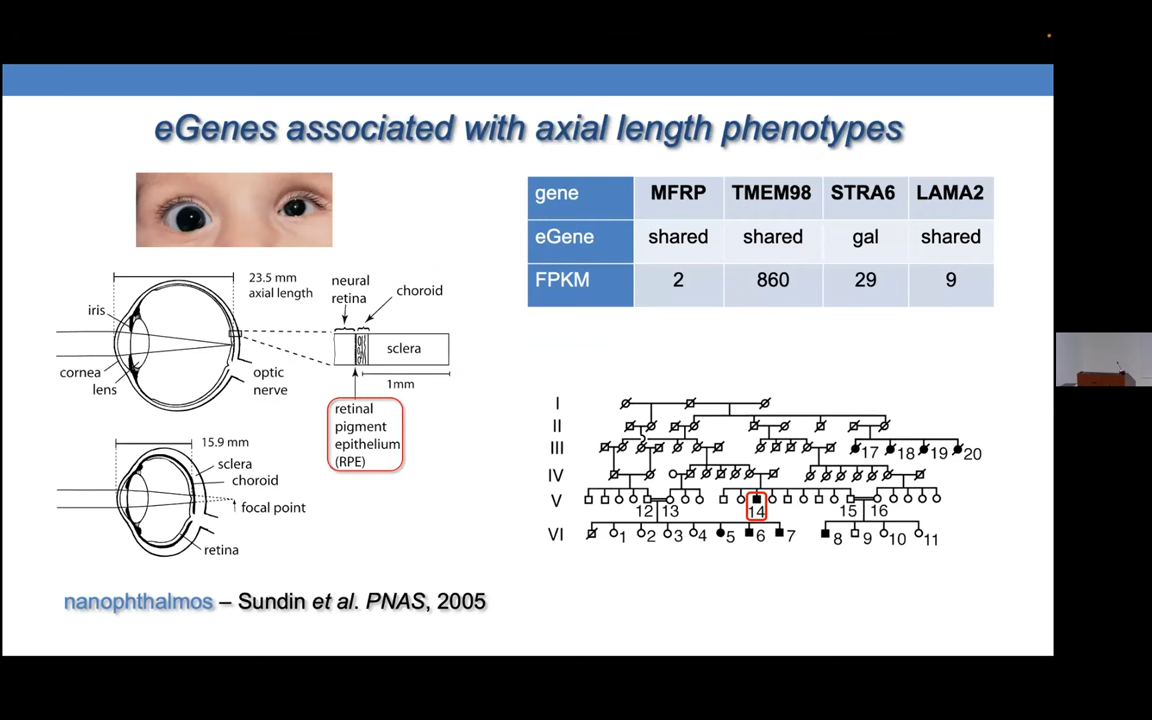 eGenes associated with axial length phenotypes
gene MFRP TMEM98 STRA6 LAMA2
eGene shared shared gal shared
FPKM 2 860 29 9
23.5 mm
axial length
neural
retina
choroid
iris
sclera
cornea
lens
optic
nerve
1mm
retinal
pigment
epithelium
(RPE)
15.9 mm
sclera
choroid
focal point
retina
I
II
III 17 18 19 20
IV
V
12 13 14 15 16
VI 1 2 3 4 5 6 7 8 9 10 11
nanophthalmos – Sundin et al. PNAS, 2005